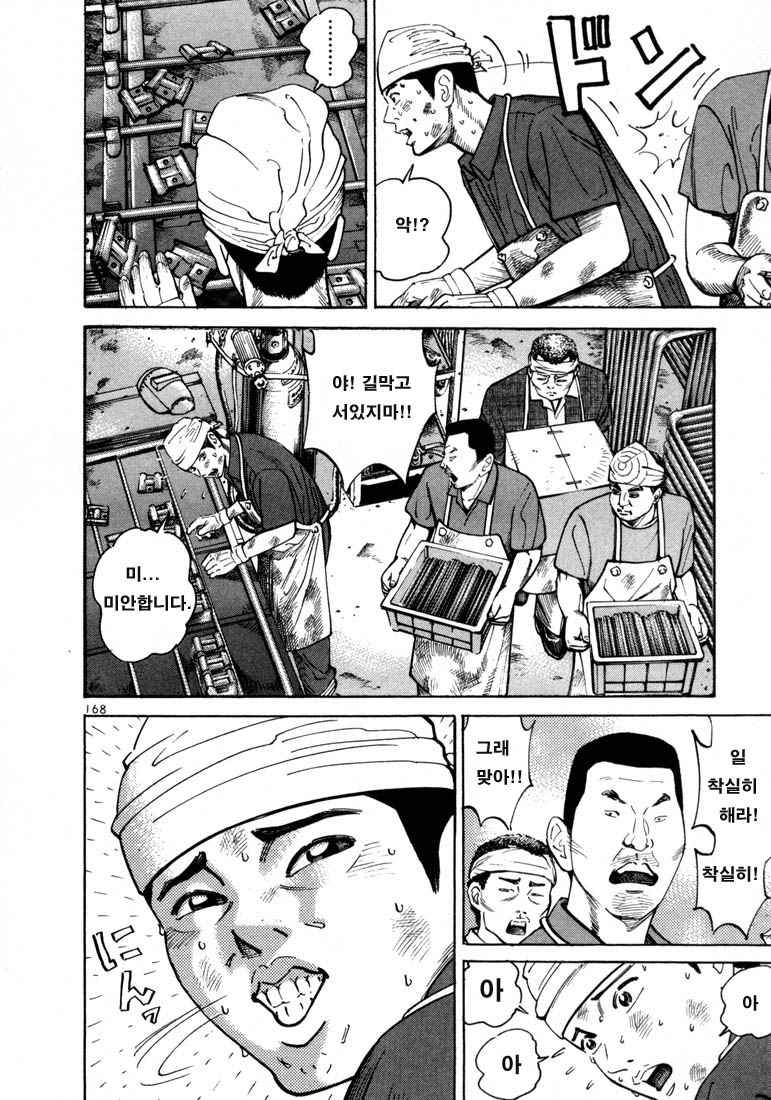 ドン
악!?
………
야! 길막고
서있지마!!
미...
미안합니다.
168
일
착실히
해라!
착실히!
그래
맞아!!
にんっ
아
아
아